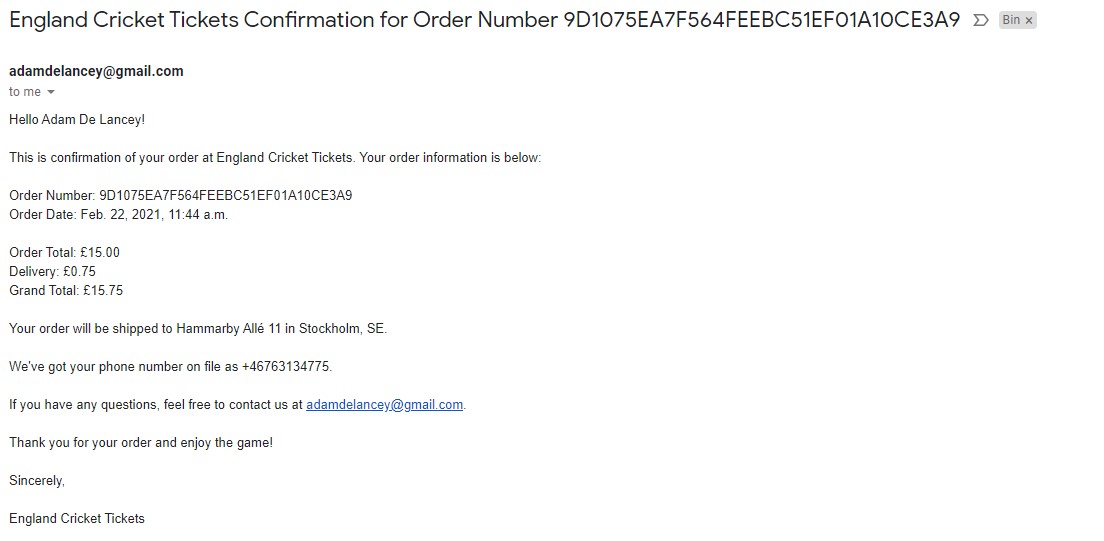 England Cricket Tickets Confirmation for Order Number 9D1075EA7F564FEEBC51EF01A10CE3A9 Bin ×
adamdelancey@gmail.com
to me
Hello Adam De Lancey!
This is confirmation of your order at England Cricket Tickets. Your order information is below:
Order Number: 9D1075EA7F564FEEBC51EF01A10CE3A9
Order Date: Feb. 22, 2021, 11:44 a.m.
Order Total: £15.00
Delivery: £0.75
Grand Total: £15.75
Your order will be shipped to Hammarby Allé 11 in Stockholm, SE.
We've got your phone number on file as +46763134775.
If you have any questions, feel free to contact us at adamdelancey@gmail.com.
Thank you for your order and enjoy the game!
Sincerely,
England Cricket Tickets